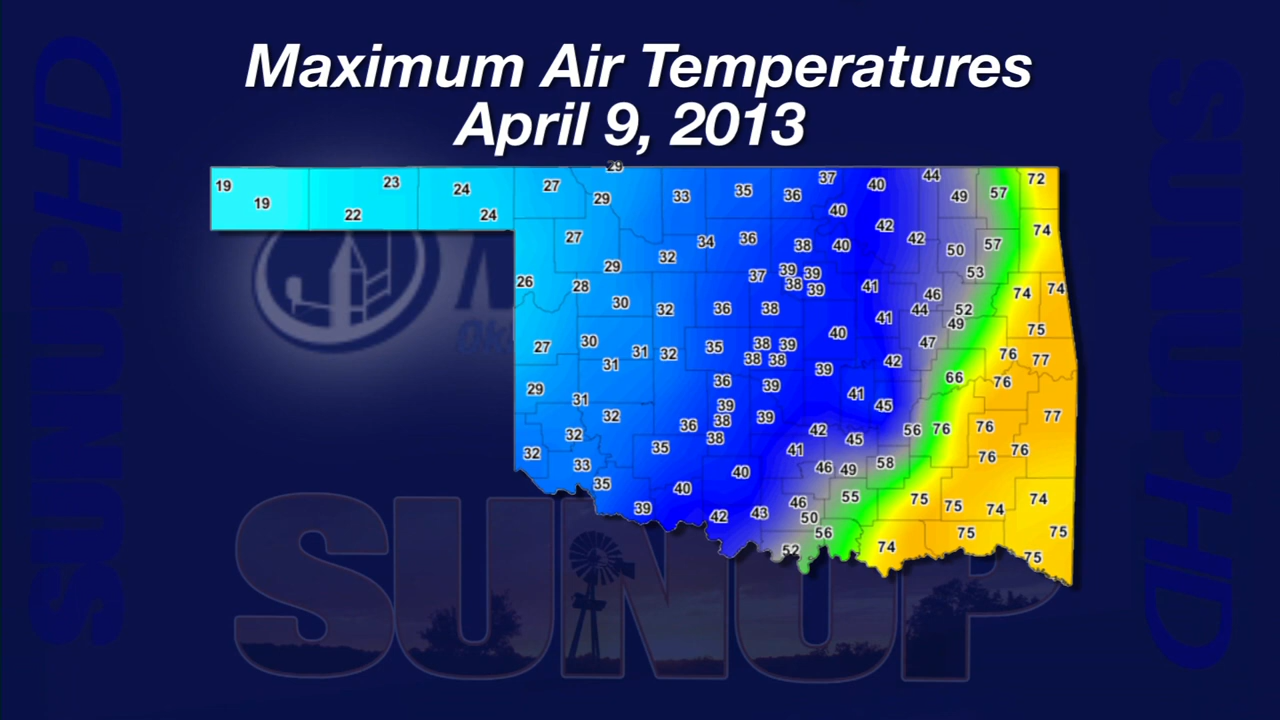 Maximum Air Temperatures
April 9, 2013
29
19 23 24 27 29 33 35 36 37 40 44 49 57 72
19 22 24 40 42 74
27 32 34 36 38 40 42 50 57
26 28 29 37 39 38 39 39 41 53 74 74
30 32 36 38 41 46 44 52 49 75
27 30 31 31 32 35 38 39 38 38 40 42 47 76 77
29 31 36 39 39 41 45 66 76
32 39 38 39 77
32 32 33 35 36 38 41 42 45 56 76 76 76 76
35 40 40 46 49 58
39 42 43 46 50 55 75 75 74 74
52 56 74 75 75 75
SUNUP
SUNUPHD
SUNUPHD